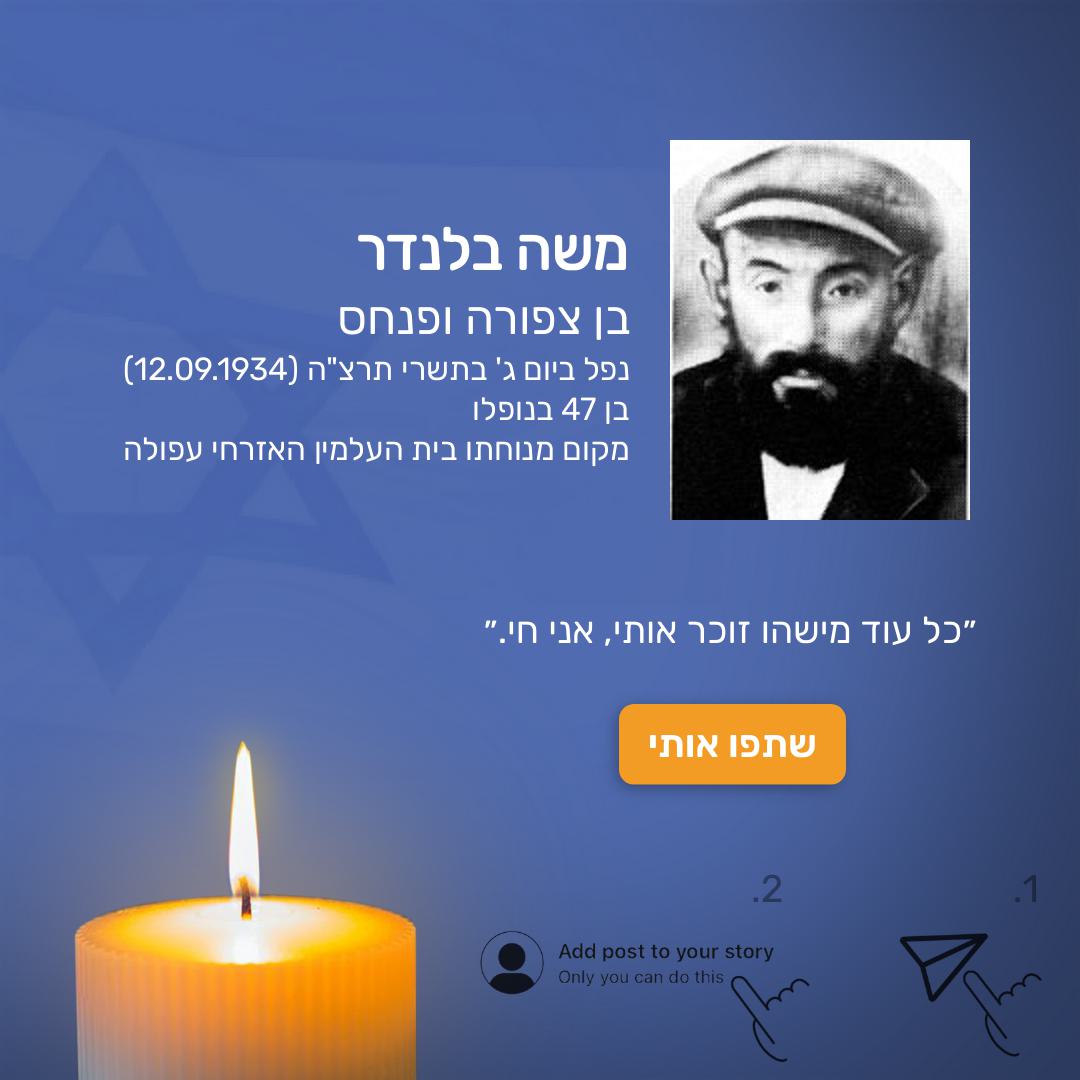 משה בלנדר
בן צפורה ופנחס
נפל ביום ג' בתשרי תרצ"ה (12.09.1934)
בן 47 בנופלו
מקום מנוחתו בית העלמין האזרחי עפולה
״כל עוד מישהו זוכר אותי, אני חי.״
שתפו אותי
1.
2.
Add post to your story
Only you can do this